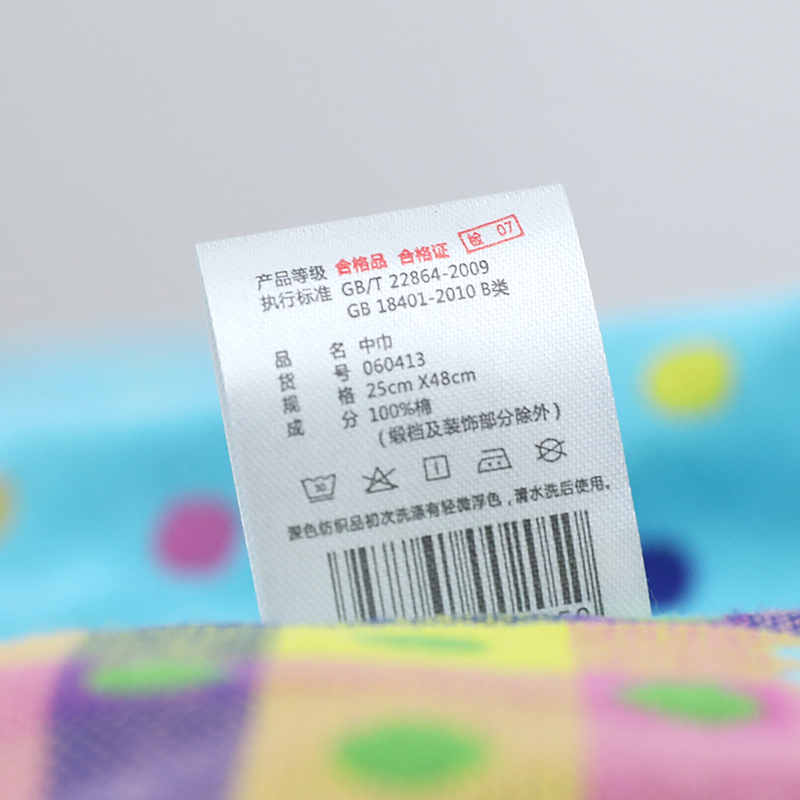 产品等级 合格品 合格证 检 07
执行标准 GB/T 22864-2009
GB 18401-2010 B类
品 名 中巾
货 号 060413
规 格 25cm X48cm
成 分 100%棉
(缎档及装饰部分除外)
30
深色纺织品初次洗涤有轻微浮色,清水洗后使用。